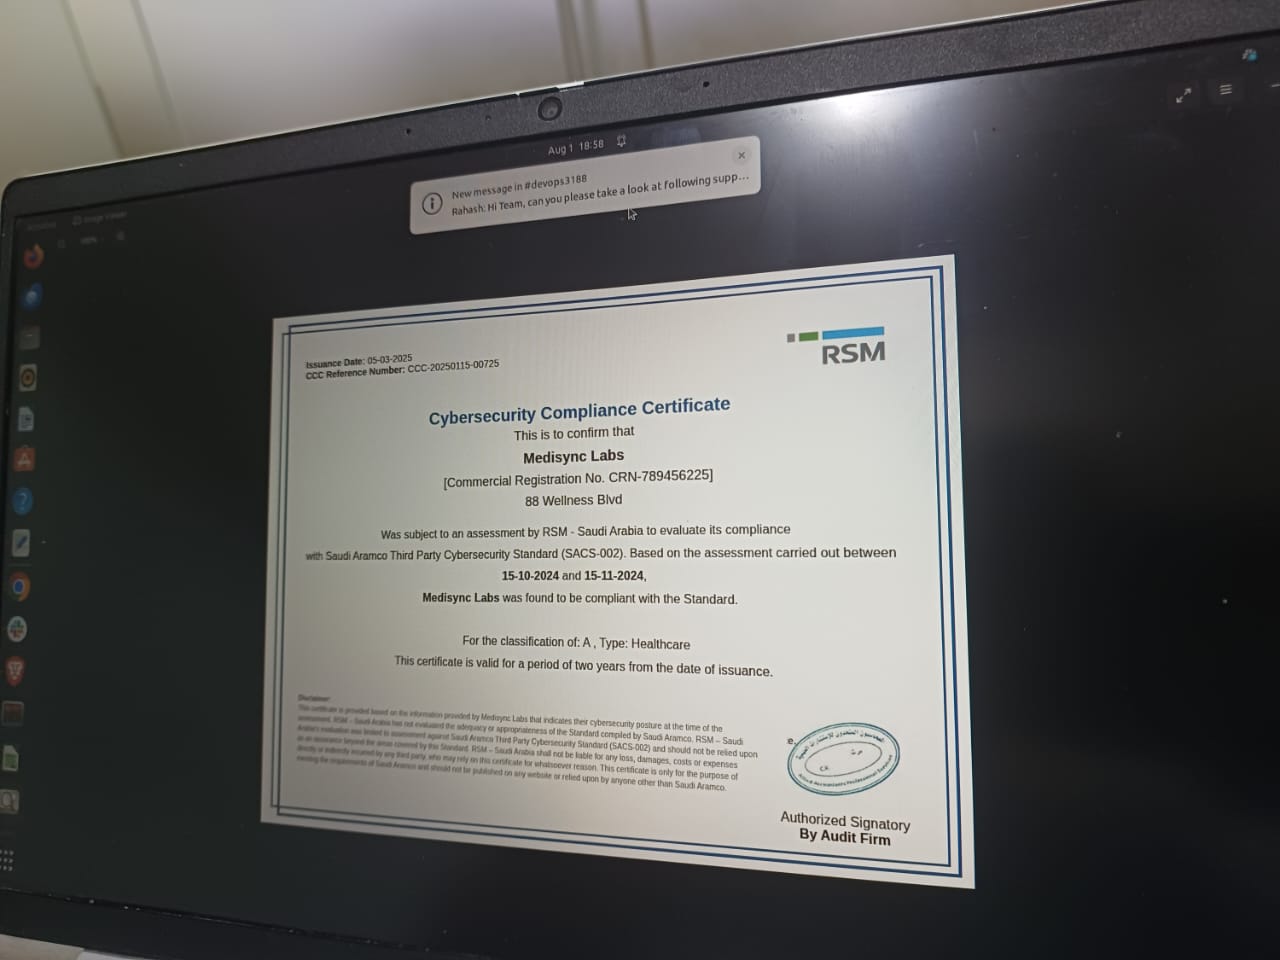 Aug 1 18:58
New message in #devops3188
Rahash: Hi Team, can you please take a look at following supp...
Image Viewer
Issuance Date: 05-03-2025
CCC Reference Number: CCC-20250115-00725
RSM
Cybersecurity Compliance Certificate
This is to confirm that
Medisync Labs
[Commercial Registration No. CRN-789456225]
88 Wellness Blvd
Was subject to an assessment by RSM - Saudi Arabia to evaluate its compliance
with Saudi Aramco Third Party Cybersecurity Standard (SACS-002). Based on the assessment carried out between
15-10-2024 and 15-11-2024,
Medisync Labs was found to be compliant with the Standard.
For the classification of: A , Type: Healthcare
This certificate is valid for a period of two years from the date of issuance.
Disclaimer:
This certificate is provided based on the information provided by Medisync Labs that indicates their cybersecurity posture at the time of the
assessment. RSM – Saudi Arabia has not evaluated the adequacy or appropriateness of the Standard compiled by Saudi Aramco. RSM – Saudi
Arabia's evaluation was limited to assessment against Saudi Aramco Third Party Cybersecurity Standard (SACS-002) and should not be relied upon
as an assurance beyond the areas covered by this Standard. RSM – Saudi Arabia shall not be liable for any loss, damages, costs or expenses
directly or indirectly incurred by any third party, who may rely on this certificate for whatsoever reason. This certificate is only for the purpose of
meeting the requirements of Saudi Aramco and should not be published on any website or relied upon by anyone other than Saudi Aramco.
e.
Authorized Signatory
By Audit Firm